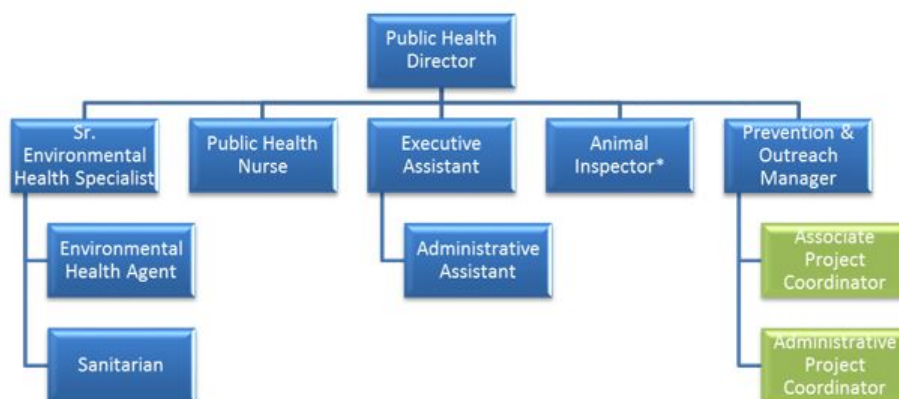 Public Health
Director
Sr.
Environmental
Health Specialist
Public Health
Nurse
Executive
Assistant
Animal
Inspector*
Prevention &
Outreach
Manager
Environmental
Health Agent
Administrative
Assistant
Associate
Project
Coordinator
Sanitarian
Administrative
Project
Coordinator